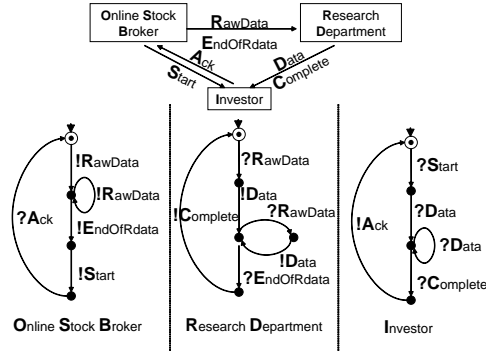 Online Stock
Broker
RawData
EndOfRdata
Research
Department
Ack
Start
Data
Complete
Investor
!RawData
!RawData
?Ack
!EndOfRdata
!Start
Online Stock Broker
?RawData
!Data
!Complete
?RawData
!Data
?EndOfRdata
Research Department
?Start
?Data
!Ack
?Data
?Complete
Investor